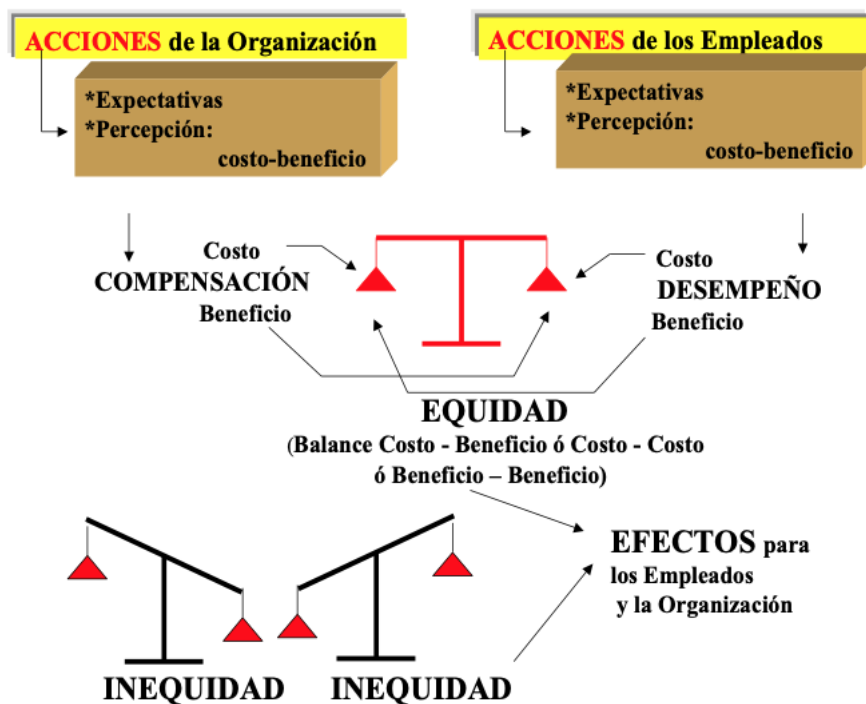 ACCIONES de la Organización
ACCIONES de los Empleados
*Expectativas
*Percepción:
costo-beneficio
*Expectativas
*Percepción:
costo-beneficio
Costo
COMPENSACIÓN
Beneficio
Costo
DESEMPEÑO
Beneficio
EQUIDAD
(Balance Costo - Beneficio ó Costo - Costo
ó Beneficio – Beneficio)
EFECTOS para
los Empleados
y la Organización
INEQUIDAD
INEQUIDAD